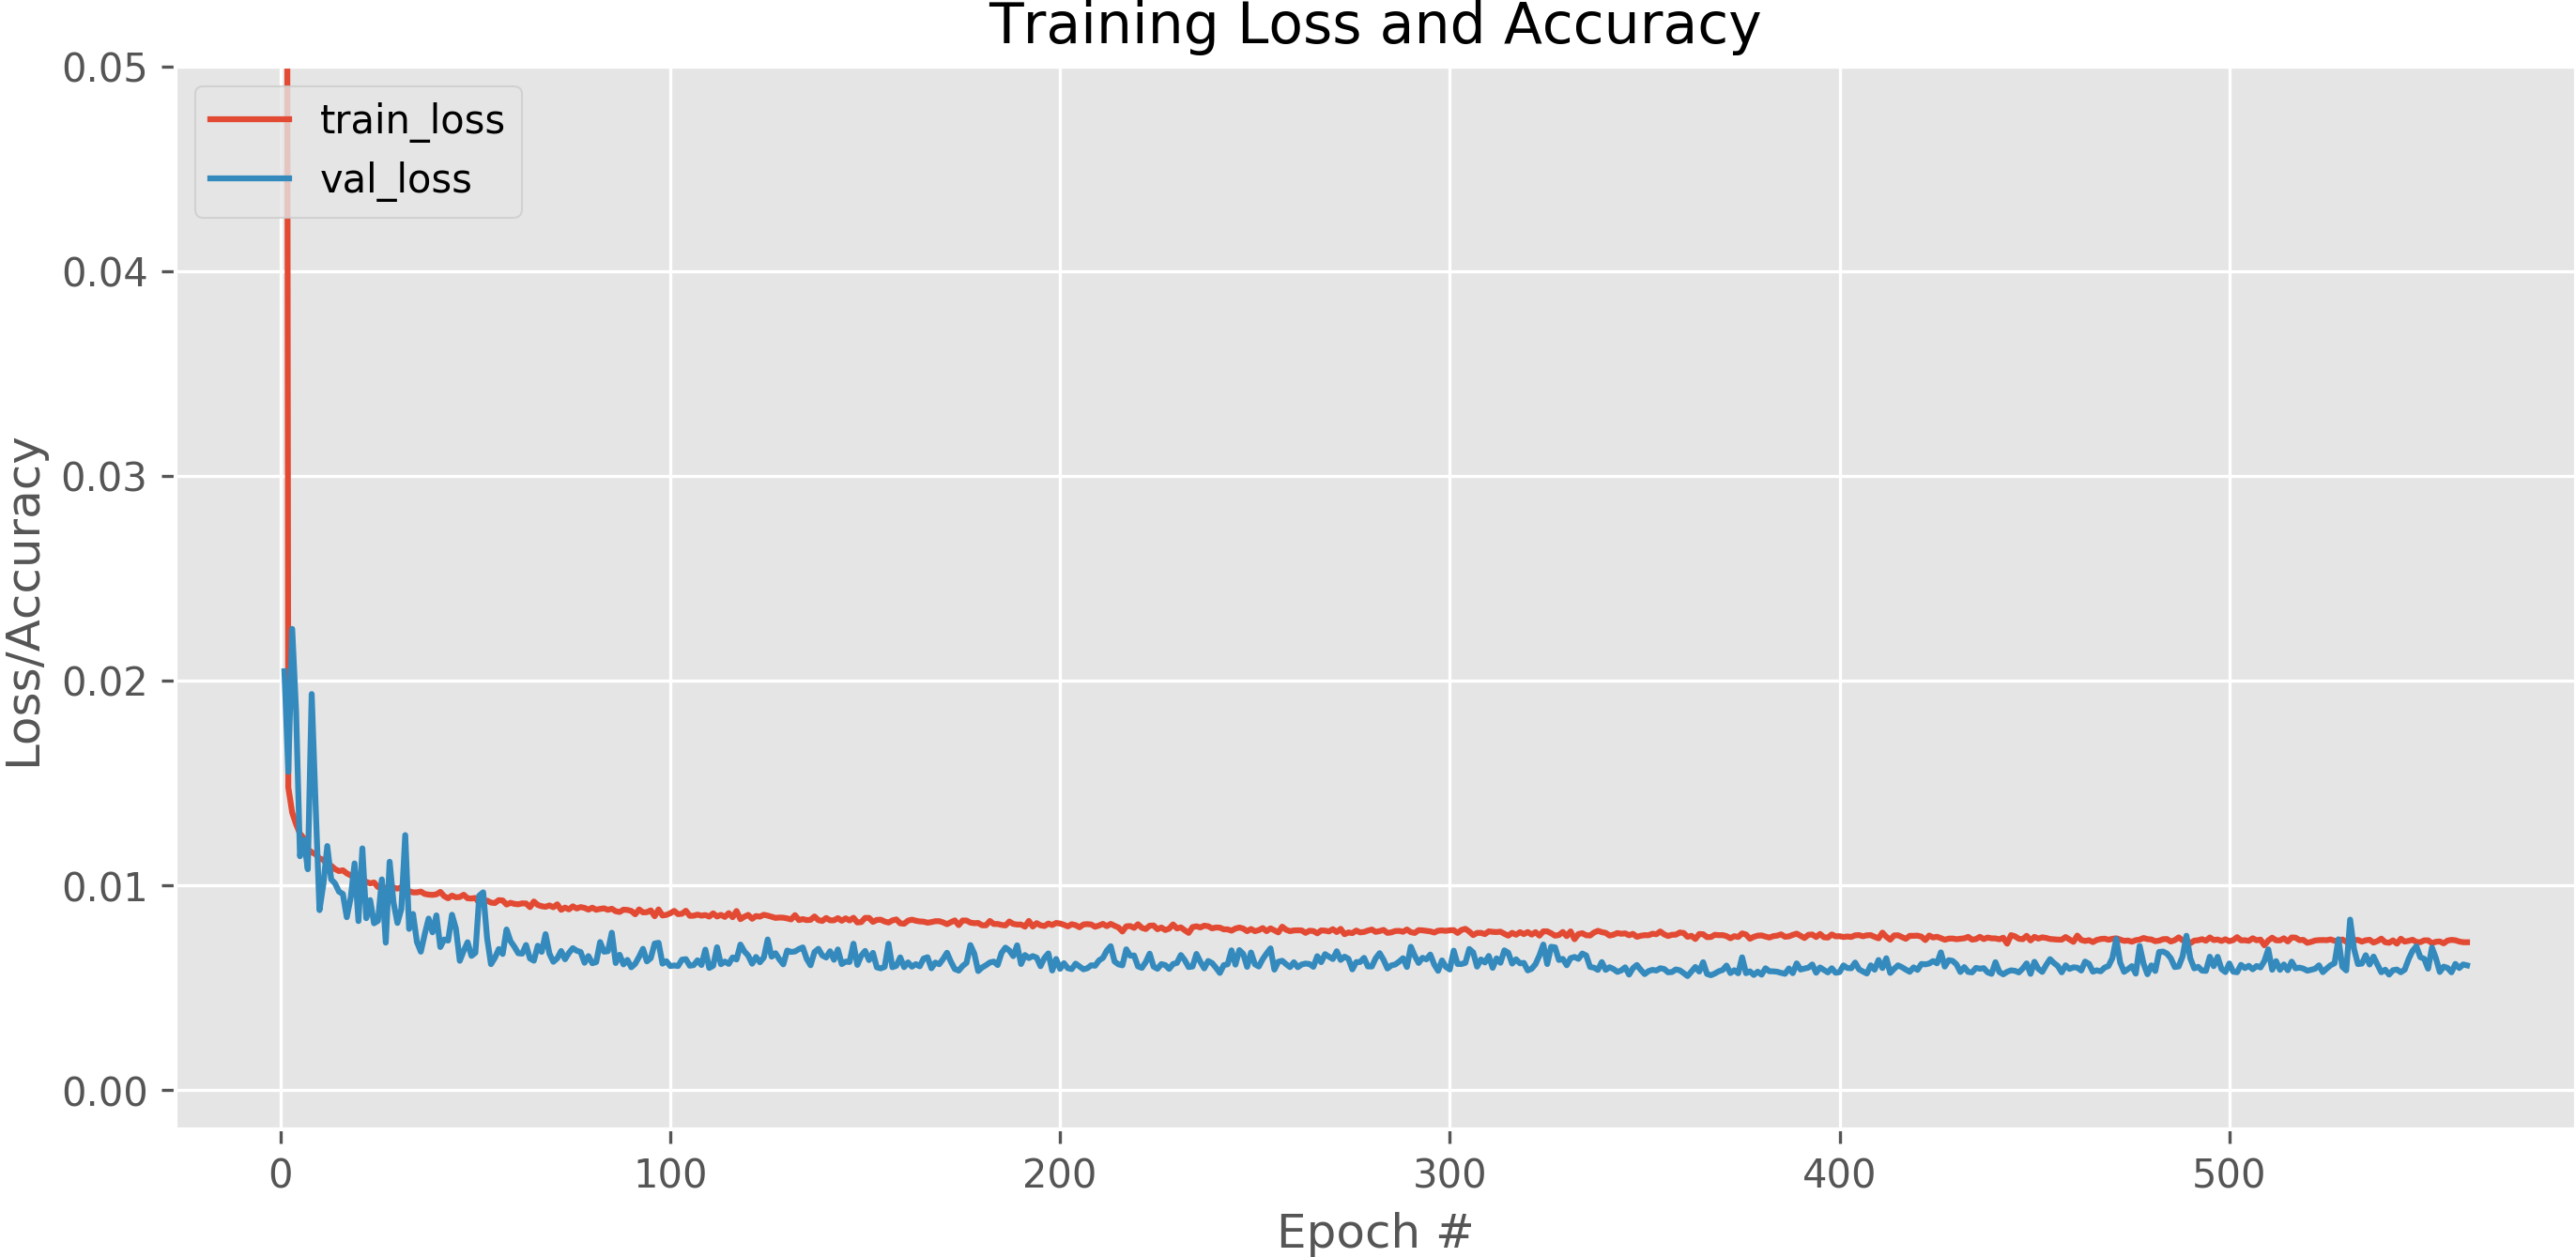 Training Loss and Accuracy
train_loss
val_loss
Loss/Accuracy
0.05
0.04
0.03
0.02
0.01
0.00
0 100 200 300 400 500
Epoch #